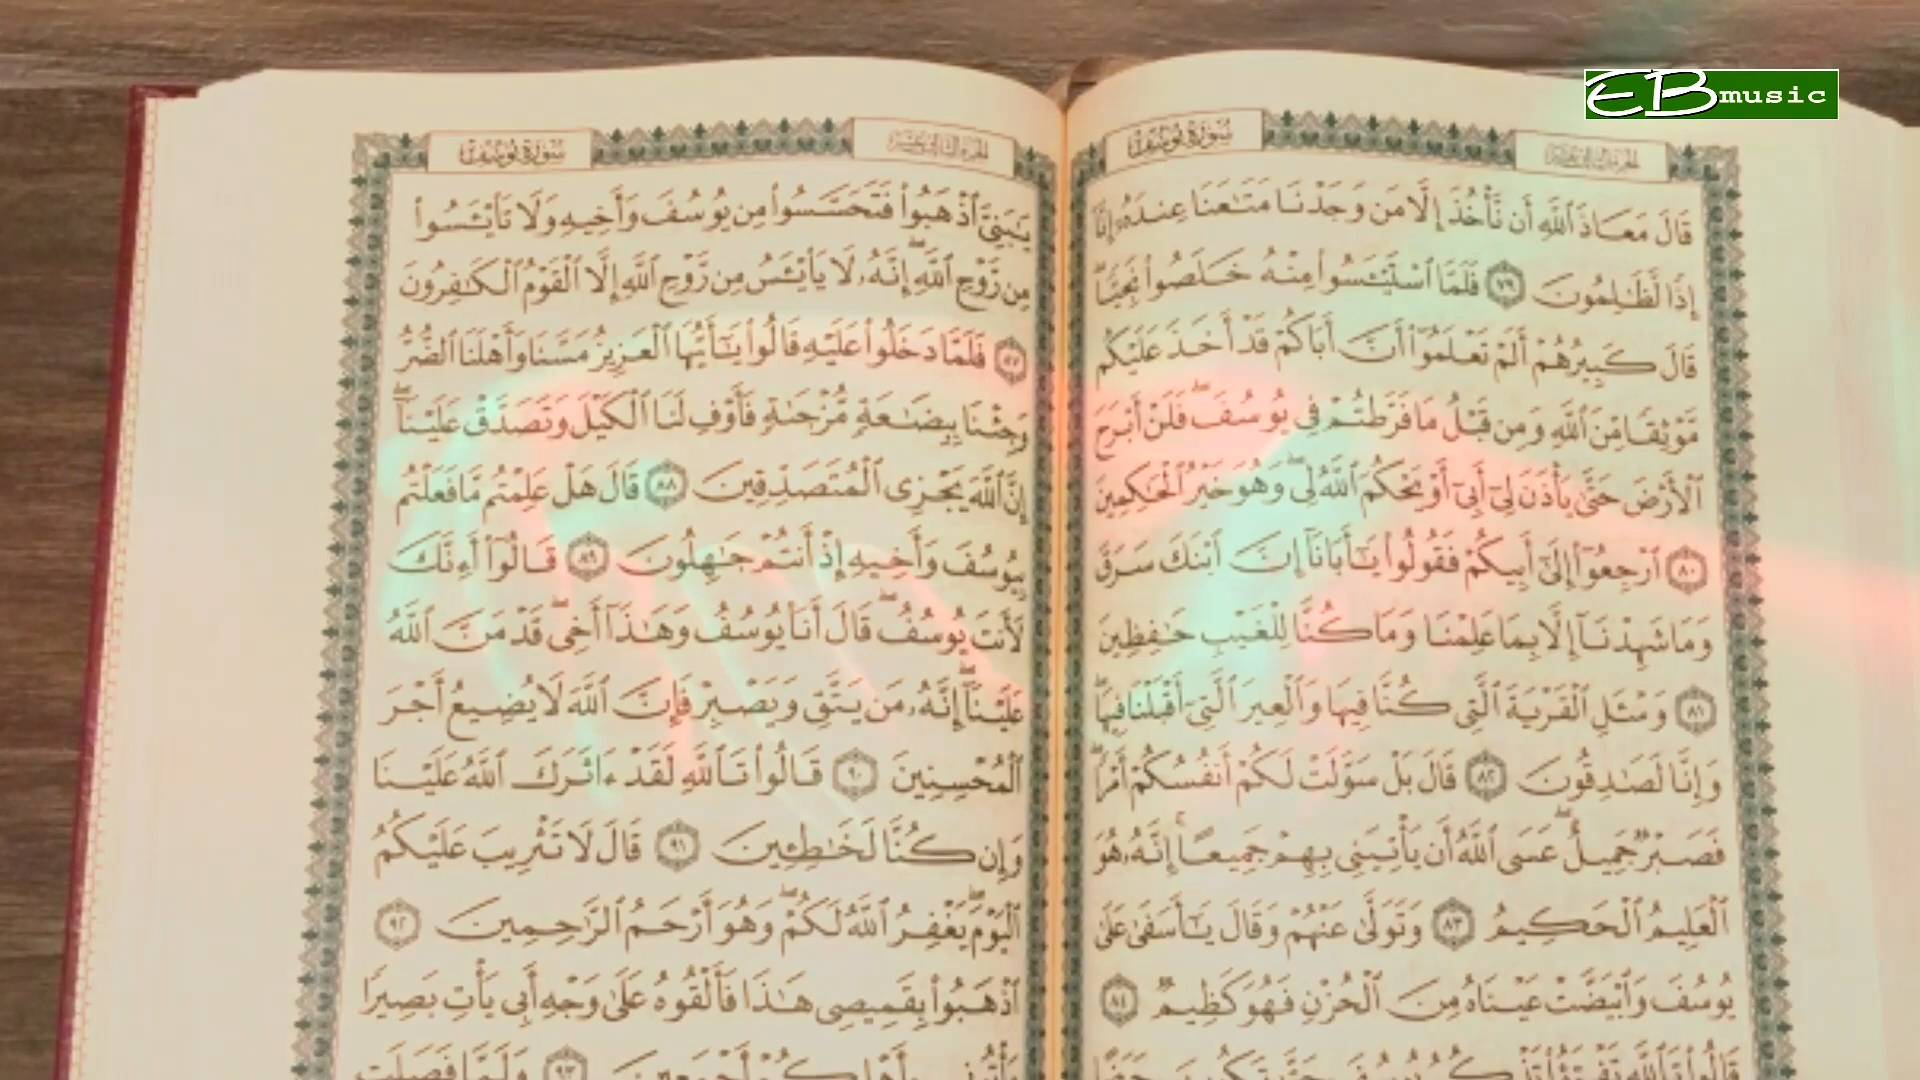 EBmusic
سورة يوسف
قَالَ مَعَاذَ ٱللَّهِ أَن نَّأْخُذَ إِلَّا مَن وَجَدْنَا مَتَٰعَنَا عِندَهُۥٓ إِنَّآ
إِذًا لَّظَٰلِمُونَ ٧٩ فَلَمَّا ٱسْتَيْـَٔسُوا۟ مِنْهُ خَلَصُوا۟ نَجِيًّا ۖ
قَالَ كَبِيرُهُمْ أَلَمْ تَعْلَمُوٓا۟ أَنَّ أَبَاكُمْ قَدْ أَخَذَ عَلَيْكُم
مَّوْثِقًا مِّنَ ٱللَّهِ وَمِن قَبْلُ مَا فَرَّطتُمْ فِى يُوسُفَ ۖ فَلَنْ أَبْرَحَ
ٱلْأَرْضَ حَتَّىٰ يَأْذَنَ لِىٓ أَبِىٓ أَوْ يَحْكُمَ ٱللَّهُ لِى ۖ وَهُوَ خَيْرُ ٱلْحَٰكِمِينَ
٨٠ ٱرْجِعُوٓا۟ إِلَىٰٓ أَبِيكُمْ فَقُولُوا۟ يَٰٓأَبَانَآ إِنَّ ٱبْنَكَ سَرَقَ
وَمَا شَهِدْنَآ إِلَّا بِمَا عَلِمْنَا وَمَا كُنَّا لِلْغَيْبِ حَٰفِظِينَ
٨١ وَسْـَٔلِ ٱلْقَرْيَةَ ٱلَّتِى كُنَّا فِيهَا وَٱلْعِيرَ ٱلَّتِىٓ أَقْبَلْنَا فِيهَا ۖ
وَإِنَّا لَصَٰدِقُونَ ٨٢ قَالَ بَلْ سَوَّلَتْ لَكُمْ أَنفُسُكُمْ أَمْرًا ۖ
فَصَبْرٌ جَمِيلٌ ۖ عَسَى ٱللَّهُ أَن يَأْتِيَنِى بِهِمْ جَمِيعًا ۚ إِنَّهُۥ هُوَ
ٱلْعَلِيمُ ٱلْحَكِيمُ ٨٣ وَتَوَلَّىٰ عَنْهُمْ وَقَالَ يَٰٓأَسَفَىٰ عَلَىٰ
يُوسُفَ وَٱبْيَضَّتْ عَيْنَاهُ مِنَ ٱلْحُزْنِ فَهُوَ كَظِيمٌ ٨٤
سورة يوسف
يَٰبَنِىَّ ٱذْهَبُوا۟ فَتَحَسَّسُوا۟ مِن يُوسُفَ وَأَخِيهِ وَلَا تَا۟يْـَٔسُوا۟
مِن رَّوْحِ ٱللَّهِ ۖ إِنَّهُۥ لَا يَا۟يْـَٔسُ مِن رَّوْحِ ٱللَّهِ إِلَّا ٱلْقَوْمُ ٱلْكَٰفِرُونَ
٨٧ فَلَمَّا دَخَلُوا۟ عَلَيْهِ قَالُوا۟ يَٰٓأَيُّهَا ٱلْعَزِيزُ مَسَّنَا وَأَهْلَنَا ٱلضُّرُّ
وَجِئْنَا بِبِضَٰعَةٍ مُّزْجَىٰةٍ فَأَوْفِ لَنَا ٱلْكَيْلَ وَتَصَدَّقْ عَلَيْنَآ ۖ
إِنَّ ٱللَّهَ يَجْزِى ٱلْمُتَصَدِّقِينَ ٨٨ قَالَ هَلْ عَلِمْتُم مَّا فَعَلْتُم
بِيُوسُفَ وَأَخِيهِ إِذْ أَنتُمْ جَٰهِلُونَ ٨٩ قَالُوٓا۟ أَءِنَّكَ
لَأَنتَ يُوسُفُ ۖ قَالَ أَنَا۠ يُوسُفُ وَهَٰذَآ أَخِى ۖ قَدْ مَنَّ ٱللَّهُ
عَلَيْنَآ ۖ إِنَّهُۥ مَن يَتَّقِ وَيَصْبِرْ فَإِنَّ ٱللَّهَ لَا يُضِيعُ أَجْرَ
ٱلْمُحْسِنِينَ ٩٠ قَالُوا۟ تَٱللَّهِ لَقَدْ ءَاثَرَكَ ٱللَّهُ عَلَيْنَا
وَإِن كُنَّا لَخَٰطِـِٔينَ ٩١ قَالَ لَا تَثْرِيبَ عَلَيْكُمُ
ٱلْيَوْمَ ۖ يَغْفِرُ ٱللَّهُ لَكُمْ ۖ وَهُوَ أَرْحَمُ ٱلرَّٰحِمِينَ ٩٢
ٱذْهَبُوا۟ بِقَمِيصِى هَٰذَا فَأَلْقُوهُ عَلَىٰ وَجْهِ أَبِى يَأْتِ بَصِيرًا